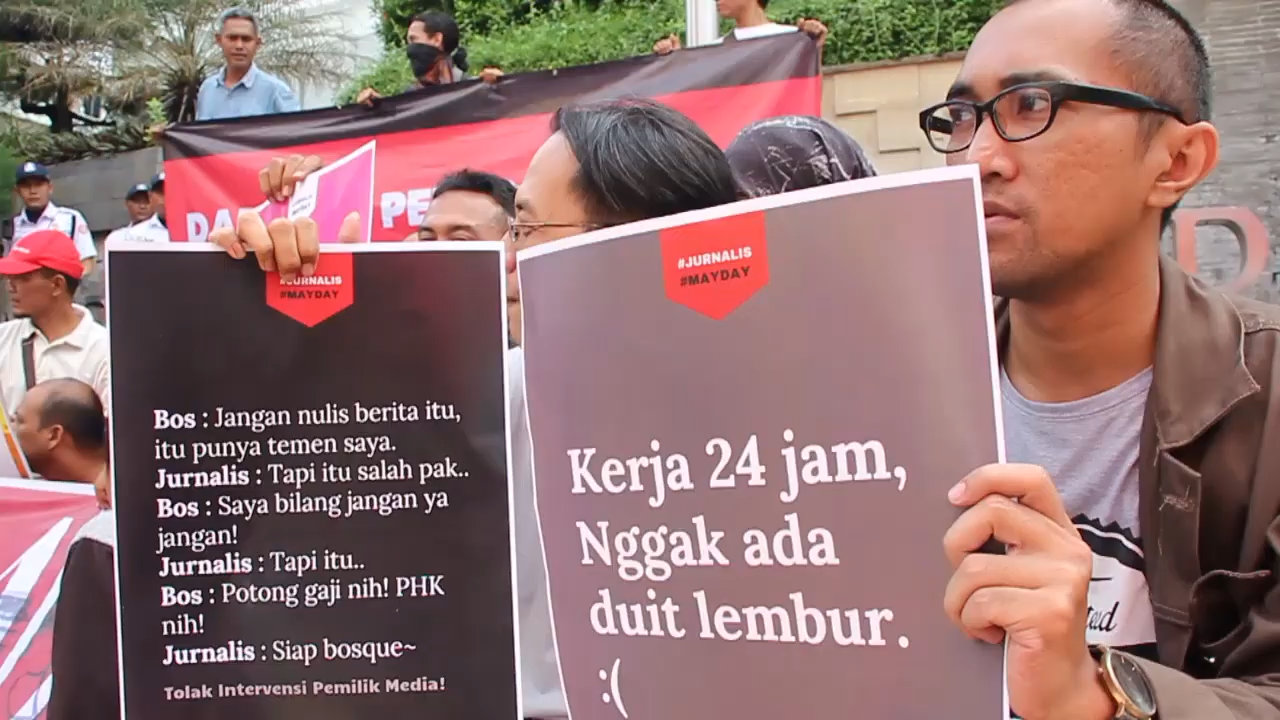 #JURNALIS
#MAYDAY
Bos : Jangan nulis berita itu,
itu punya temen saya.
Jurnalis : Tapi itu salah pak..
Bos : Saya bilang jangan ya
jangan!
Jurnalis : Tapi itu..
Bos : Potong gaji nih! PHK
nih!
Jurnalis : Siap bosque~
Tolak Intervensi Pemilik Media!
#JURNALIS
#MAYDAY
Kerja 24 jam,
Nggak ada
duit lembur.
:(